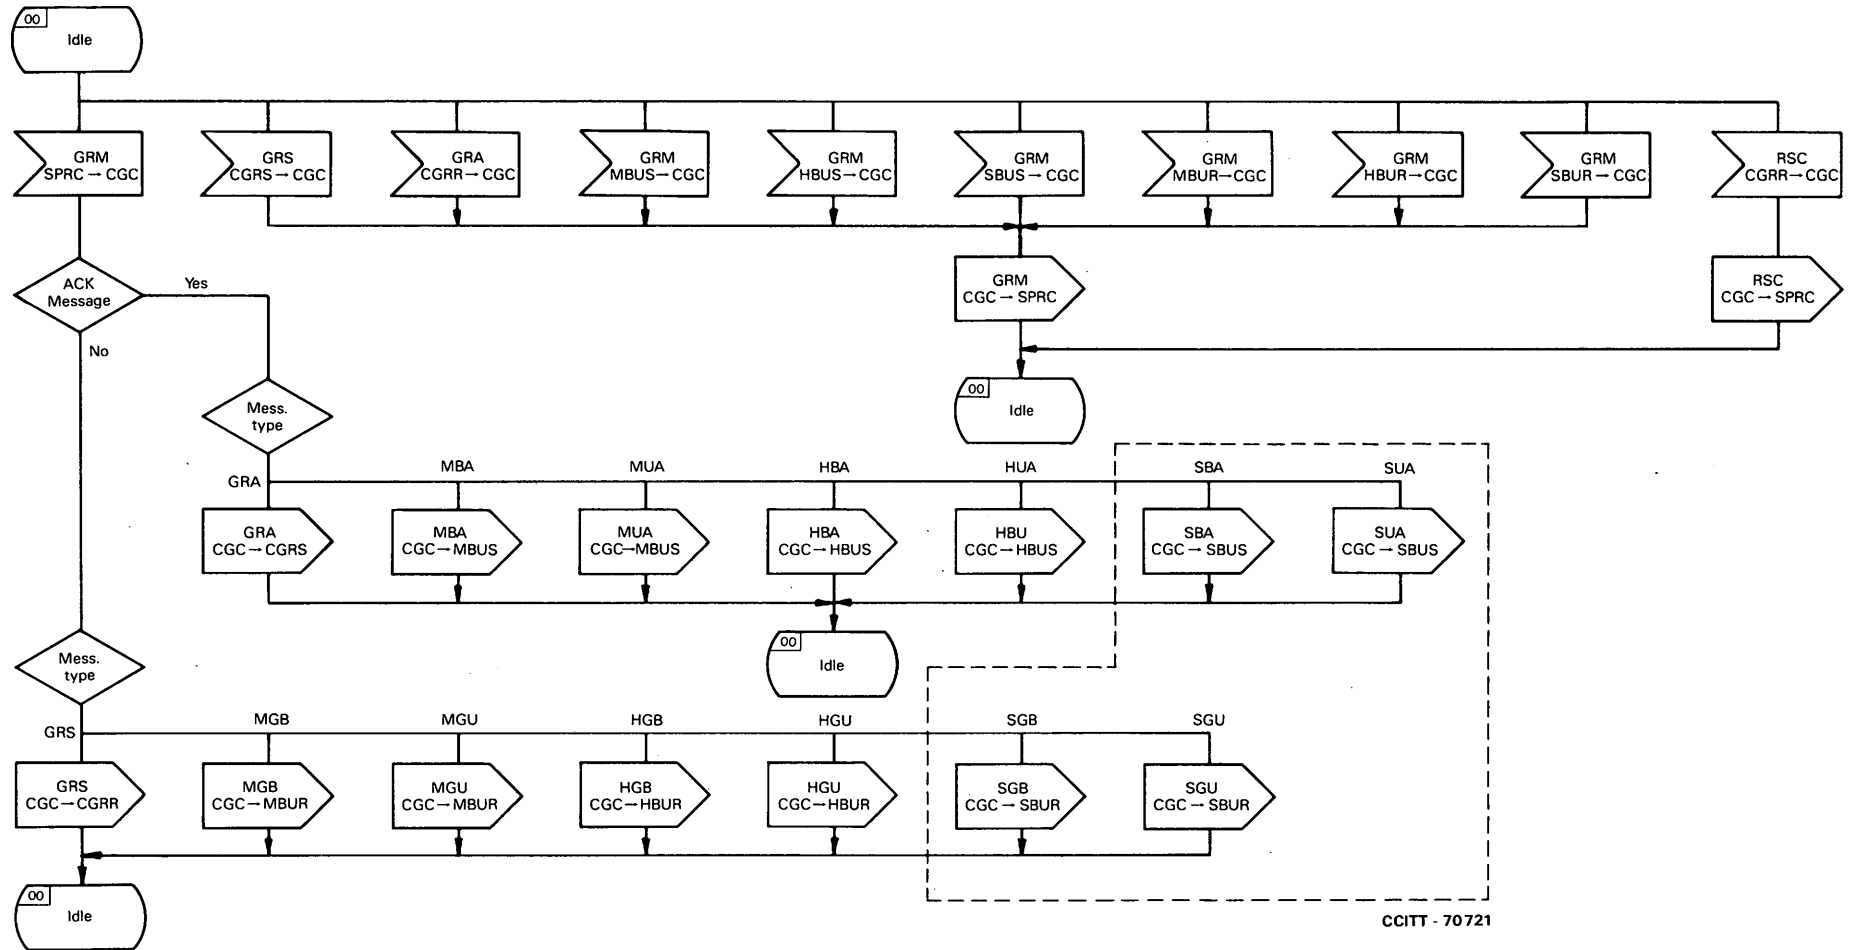 00
Idle
GRM
SPRC → CGC
GRS
CGRS → CGC
GRA
CGRR → CGC
GRM
MBUS → CGC
GRM
HBUS → CGC
GRM
SBUS → CGC
GRM
MBUR → CGC
GRM
HBUR → CGC
GRM
SBUR → CGC
RSC
CGRR → CGC
ACK
Message
Yes
No
GRM
CGC → SPRC
RSC
CGC → SPRC
00
Idle
Mess.
type
GRA
MBA
MUA
HBA
HUA
SBA
SUA
GRA
CGC → CGRS
MBA
CGC → MBUS
MUA
CGC → MBUS
HBA
CGC → HBUS
HBU
CGC → HBUS
SBA
CGC → SBUS
SUA
CGC → SBUS
00
Idle
Mess.
type
GRS
MGB
MGU
HGB
HGU
SGB
SGU
GRS
CGC → CGRR
MGB
CGC → MBUR
MGU
CGC → MBUR
HGB
CGC → HBUR
HGU
CGC → HBUR
SGB
CGC → SBUR
SGU
CGC → SBUR
00
Idle
CCITT - 70721